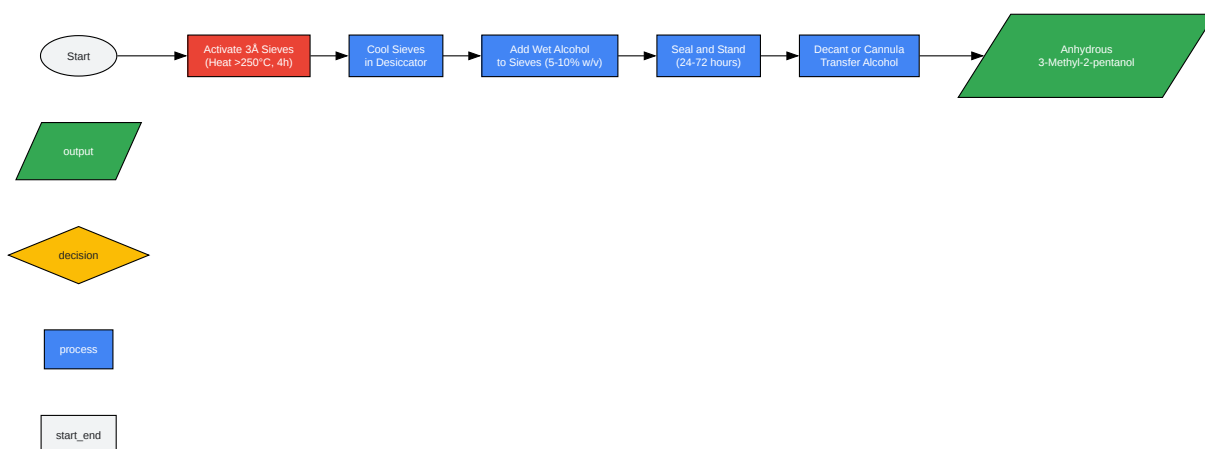 Start
Activate 3Å Sieves
(Heat >250°C, 4h)
Cool Sieves
in Desiccator
Add Wet Alcohol
to Sieves (5-10% w/v)
Seal and Stand
(24-72 hours)
Decant or Cannula
Transfer Alcohol
Anhydrous
3-Methyl-2-pentanol
output
decision
process
start_end